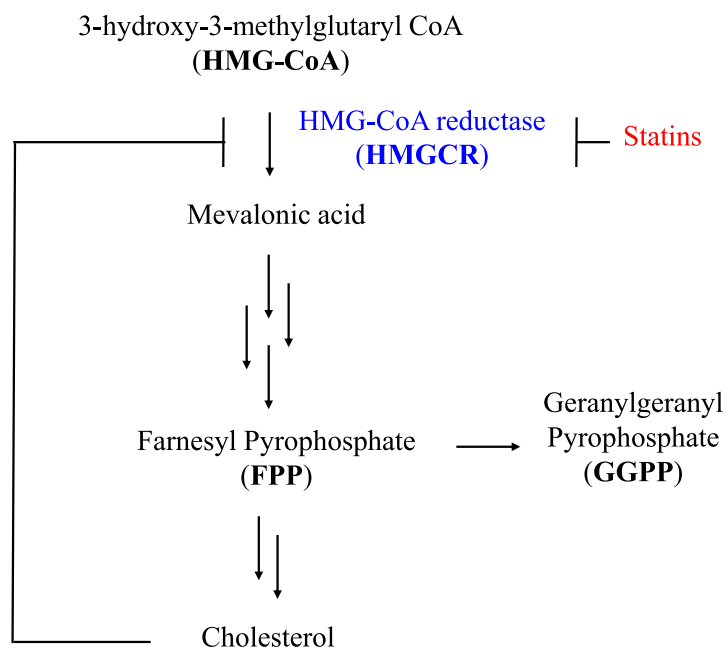 3-hydroxy-3-methylglutaryl CoA
(HMG-CoA)
HMG-CoA reductase
(HMGCR)
Statins
Mevalonic acid
Farnesyl Pyrophosphate
(FPP)
Geranylgeranyl
Pyrophosphate
(GGPP)
Cholesterol